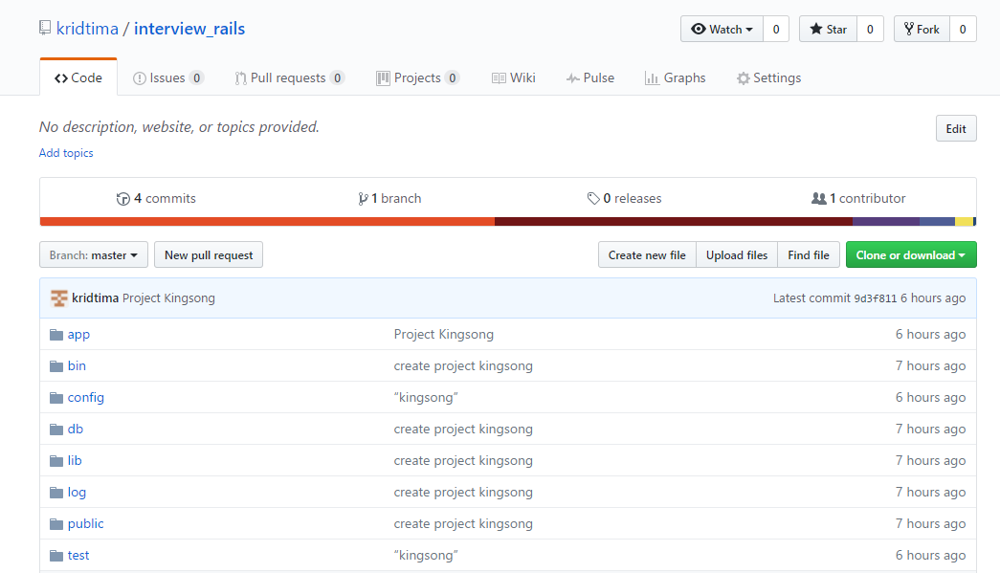 kridtima / interview_rails
Watch 0 Star 0 Fork 0
Code Issues 0 Pull requests 0 Projects 0 Wiki Pulse Graphs Settings
No description, website, or topics provided.
Edit
Add topics
4 commits 1 branch 0 releases 1 contributor
Branch: master New pull request Create new file Upload files Find file Clone or download
kridtima Project Kingsong Latest commit 9d3f811 6 hours ago
app Project Kingsong 6 hours ago
bin create project kingsong 7 hours ago
config “kingsong” 6 hours ago
db create project kingsong 7 hours ago
lib create project kingsong 7 hours ago
log create project kingsong 7 hours ago
public create project kingsong 7 hours ago
test “kingsong” 6 hours ago